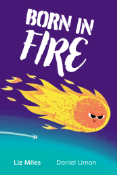 BORN IN
FIRE
Liz Miles
Daniel Limon